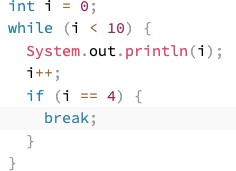 int i = 0;
while (i < 10) {
  System.out.println(i);
  i++;
  if (i == 4) {
    break;
  }
}